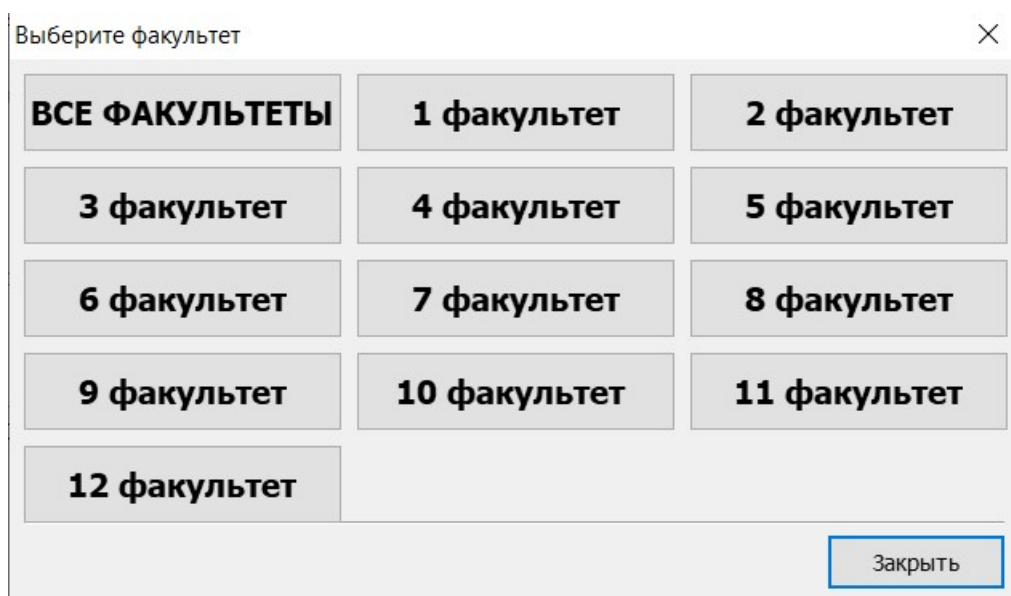 Выберите факультет
ВСЕ ФАКУЛЬТЕТЫ 1 факультет 2 факультет
3 факультет 4 факультет 5 факультет
6 факультет 7 факультет 8 факультет
9 факультет 10 факультет 11 факультет
12 факультет
Закрыть